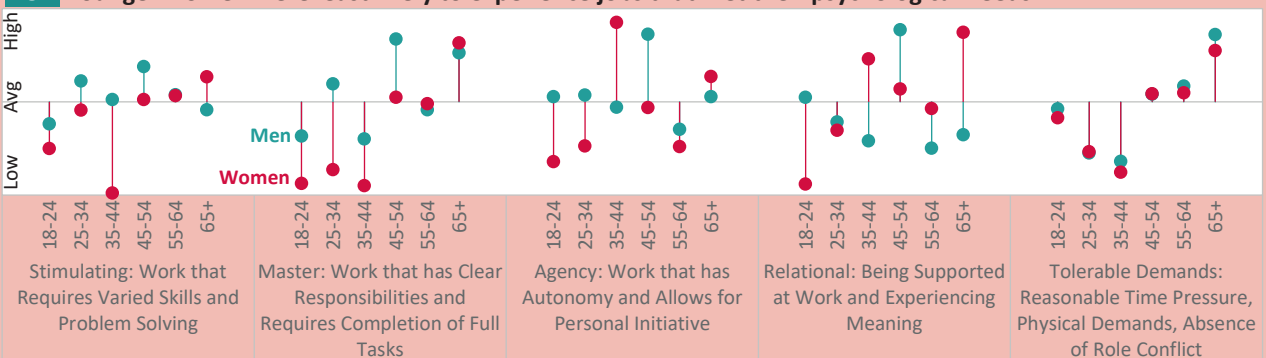 High
Avg
Low
Men
Women
18-24
25-34
35-44
45-54
55-64
65+
18-24
25-34
35-44
45-54
55-64
65+
18-24
25-34
35-44
45-54
55-64
65+
18-24
25-34
35-44
45-54
55-64
65+
18-24
25-34
35-44
45-54
55-64
65+
Stimulating: Work that
Requires Varied Skills and
Problem Solving
Master: Work that has Clear
Responsibilities and
Requires Completion of Full
Tasks
Agency: Work that has
Autonomy and Allows for
Personal Initiative
Relational: Being Supported
at Work and Experiencing
Meaning
Tolerable Demands:
Reasonable Time Pressure,
Physical Demands, Absence
of Role Conflict